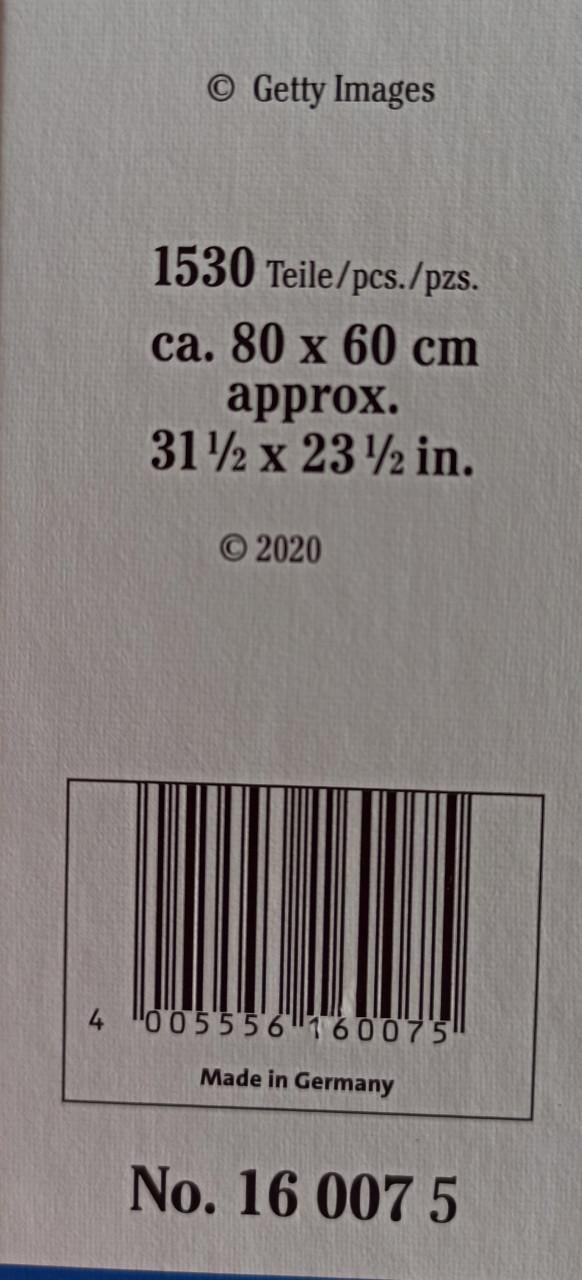 © Getty Images
1530 Teile/pcs./pzs.
ca. 80 x 60 cm
approx.
31 ½ x 23 ½ in.
© 2020
4 005556 160075
Made in Germany
No. 16 007 5